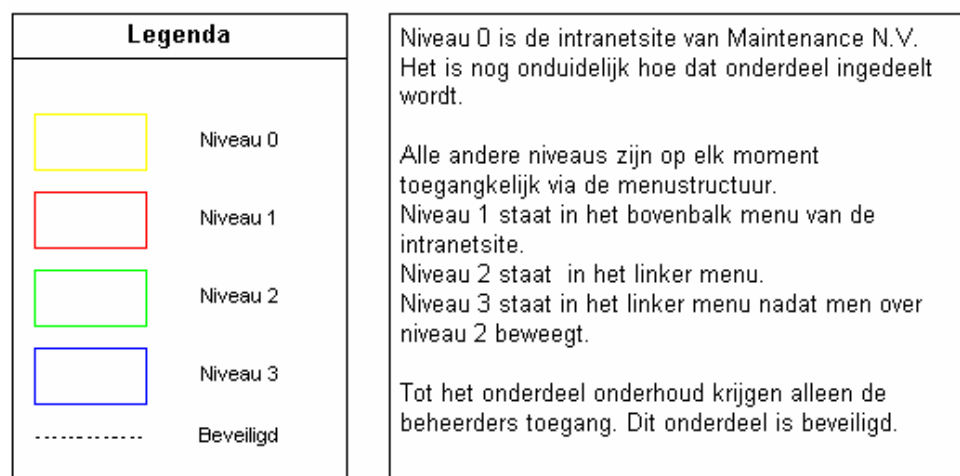 Legenda
Niveau 0
Niveau 1
Niveau 2
Niveau 3
Beveiligd
Niveau 0 is de intranetsite van Maintenance N.V.
Het is nog onduidelijk hoe dat onderdeel ingedeelt
wordt.
Alle andere niveaus zijn op elk moment
toegangkelijk via de menustructuur.
Niveau 1 staat in het bovenbalk menu van de
intranetsite.
Niveau 2 staat  in het linker menu.
Niveau 3 staat in het linker menu nadat men over
niveau 2 beweegt.
Tot het onderdeel onderhoud krijgen alleen de
beheerders toegang. Dit onderdeel is beveiligd.